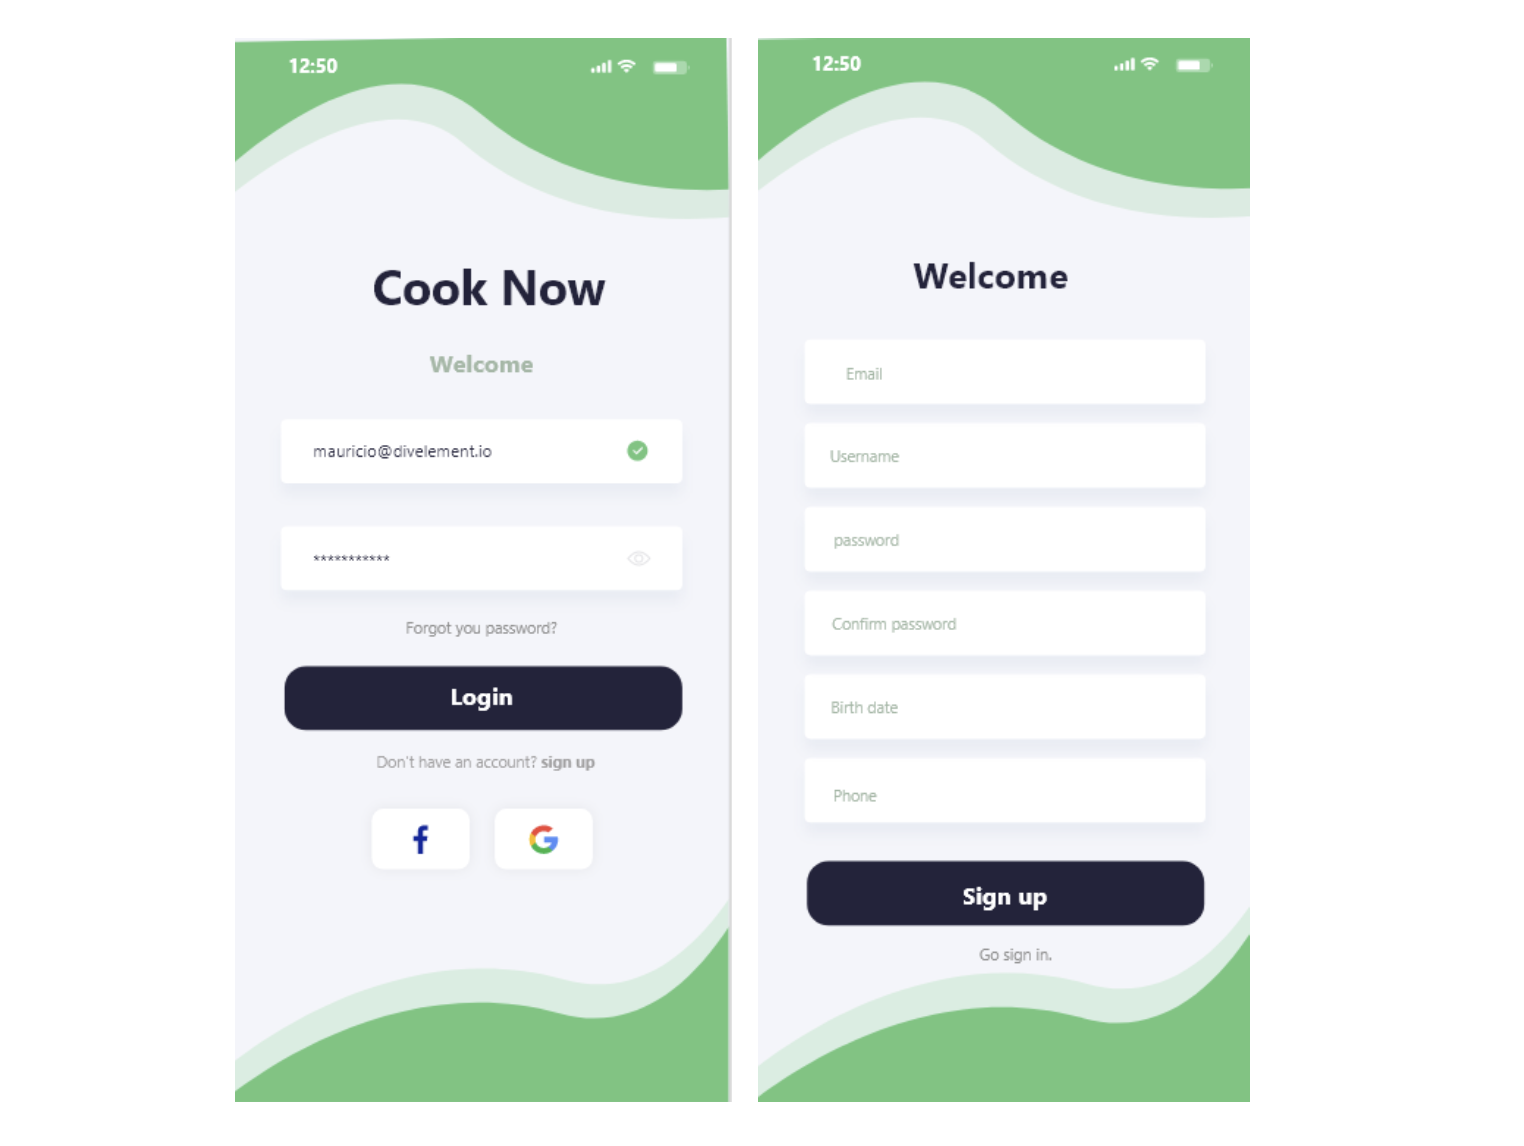 12:50
Cook Now
Welcome
mauricio@divelement.io
***********
Forgot you password?
Login
Don't have an account? sign up
12:50
Welcome
Email
Username
password
Confirm password
Birth date
Phone
Sign up
Go sign in.